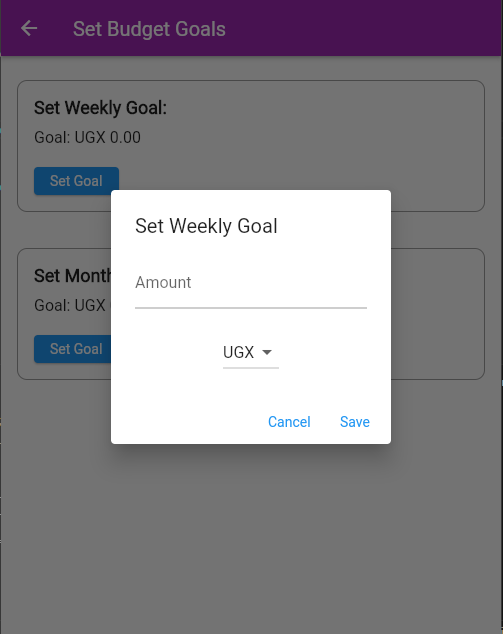 Set Budget Goals
Set Weekly Goal:
Goal: UGX 0.00
Set Goal
Set Month
Goal: UGX
Set Goal
Set Weekly Goal
Amount
UGX
Cancel Save